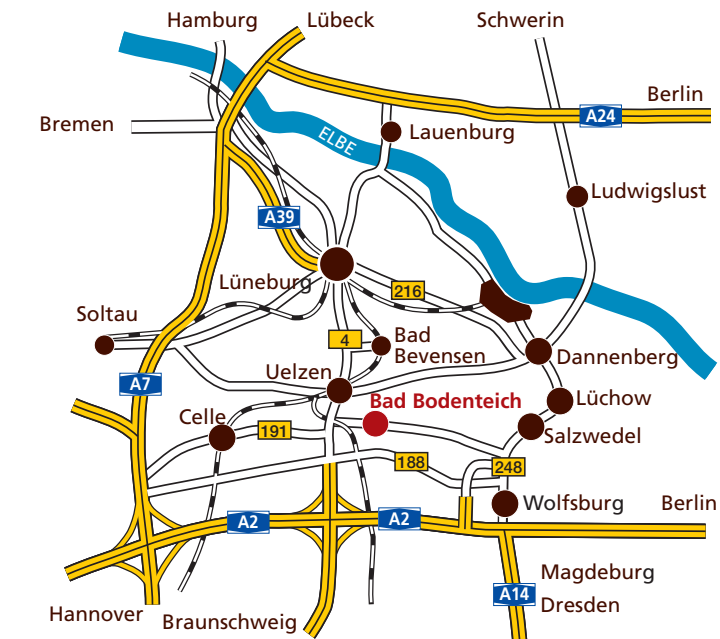 Hamburg
Lübeck
Schwerin
Berlin
A24
Bremen
ELBE
Lauenburg
Ludwigslust
A39
Lüneburg
216
Soltau
4
Bad
Bevensen
Dannenberg
Uelzen
A7
Bad Bodenteich
Lüchow
Celle
191
Salzwedel
188
248
Wolfsburg
Berlin
A2
A2
Magdeburg
A14
Dresden
Hannover
Braunschweig